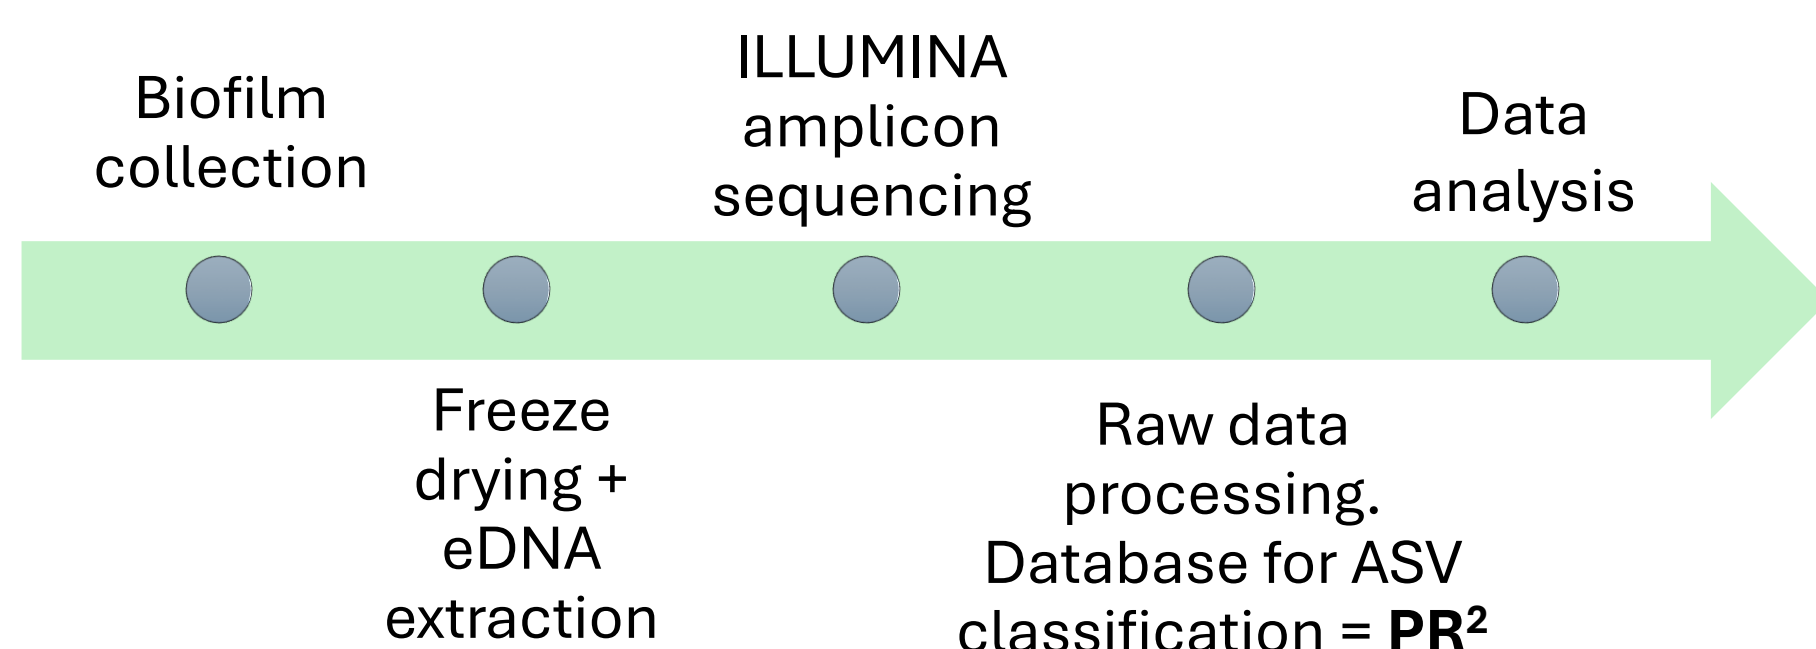 Biofilm
collection
Freeze
drying +
eDNA
extraction
ILLUMINA
amplicon
sequencing
Raw data
processing.
Database for ASV
classification = PR²
Data
analysis